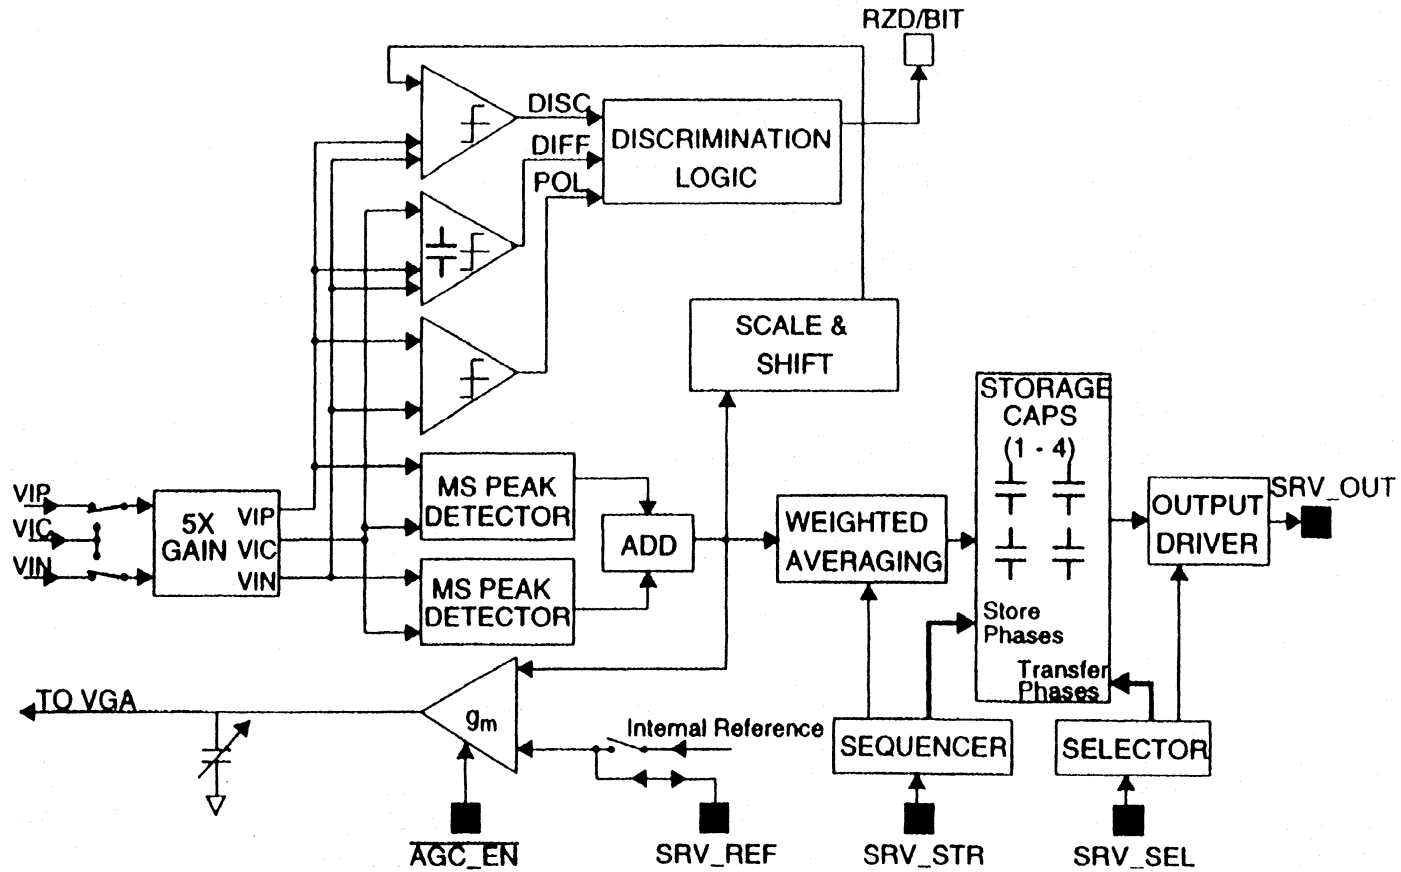 RZD/BIT
DISC
DIFF
POL
DISCRIMINATION
LOGIC
SCALE &
SHIFT
STORAGE
CAPS
(1 - 4)
Store
Phases
Transfer
Phases
VIP
VIC
VIN
5X
GAIN
VIP
VIC
VIN
MS PEAK
DETECTOR
MS PEAK
DETECTOR
ADD
WEIGHTED
AVERAGING
OUTPUT
DRIVER
SRV_OUT
TO VGA
gm
Internal Reference
SEQUENCER
SELECTOR
AGC_EN
SRV_REF
SRV_STR
SRV_SEL